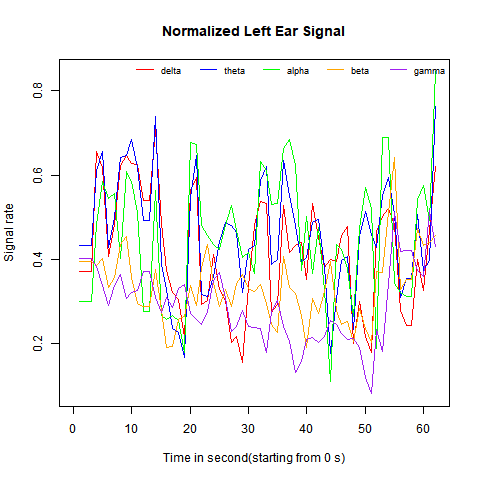 Normalized Left Ear Signal
delta theta alpha beta gamma
Signal rate
0.2 0.4 0.6 0.8
0 10 20 30 40 50 60
Time in second(starting from 0 s)